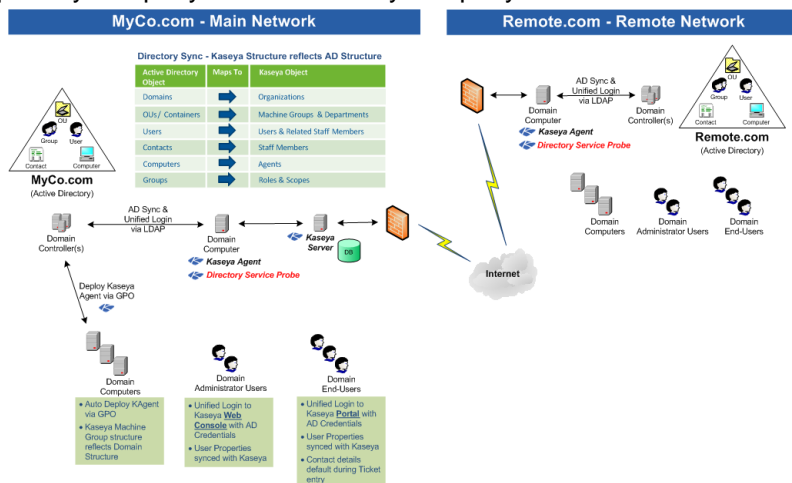 MyCo.com - Main Network
Remote.com - Remote Network
Directory Sync - Kaseya Structure reflects AD Structure
Active Directory Object
Maps To
Kaseya Object
Domains
Organizations
OUs / Containers
Machine Groups & Departments
Users
Users & Related Staff Members
Contacts
Staff Members
Computers
Agents
Groups
Roles & Scopes
OU
Group
User
Contact
Computer
MyCo.com
(Active Directory)
AD Sync &
Unified Login
via LDAP
Domain
Controller(s)
Domain
Computer
Kaseya Agent
Directory Service Probe
Kaseya
Server
DB
Deploy Kaseya
Agent via GPO
Internet
Domain
Computers
• Auto Deploy KAgent
via GPO
• Kaseya Machine
Group structure
reflects Domain
Structure
Domain
Administrator Users
• Unified Login to
Kaseya Web
Console with AD
Credentials
• User Properties
synced with Kaseya
Domain
End-Users
• Unified Login to
Kaseya Portal with
AD Credentials
• User Properties
synced with Kaseya
• Contact details
default during Ticket
entry
AD Sync &
Unified Login
via LDAP
Domain
Computer
Kaseya Agent
Directory Service Probe
Domain
Controller(s)
OU
Group
User
Contact
Computer
Remote.com
(Active Directory)
Domain
Computers
Domain
Administrator Users
Domain
End-Users